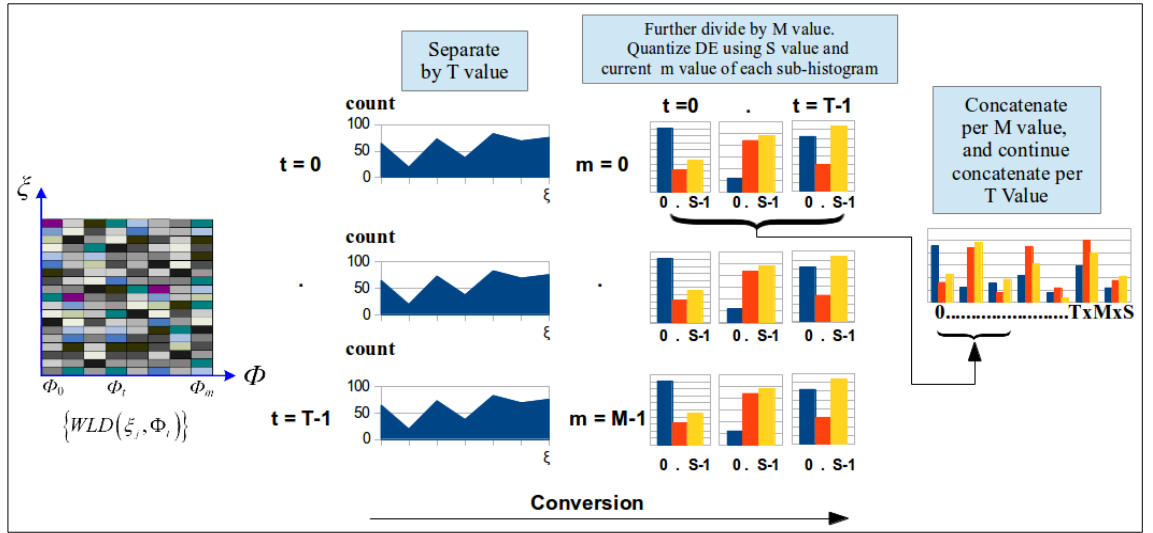 Separate
by T value
Further divide by M value.
Quantize DE using S value and
current m value of each sub-histogram
Concatenate
per M value,
and continue
concatenate per
T Value
count
100
50
0
ξ
t = 0
count
100
50
0
ξ
.
count
100
50
0
ξ
t = T-1
t =0 . t = T-1
m = 0
0 . S-1 0 . S-1 0 . S-1
.
0 . S-1 0 . S-1 0 . S-1
m = M-1
0 . S-1 0 . S-1 0 . S-1
0..............................TxMxS
ξ
Φ
Φ0 Φt Φm
{WLD(ξj, Φt)}
Conversion